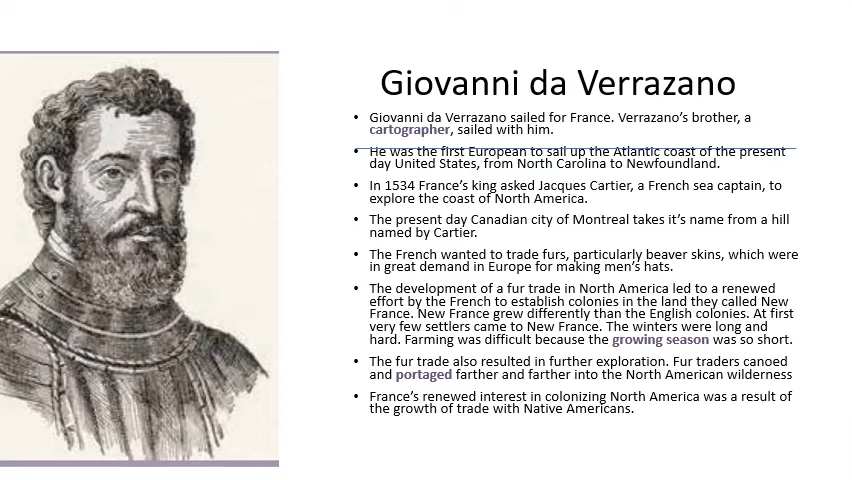 Giovanni da Verrazano
• Giovanni da Verrazano sailed for France. Verrazano’s brother, a
cartographer, sailed with him.
• He was the first European to sail up the Atlantic coast of the present
day United States, from North Carolina to Newfoundland.
• In 1534 France’s king asked Jacques Cartier, a French sea captain, to
explore the coast of North America.
• The present day Canadian city of Montreal takes it’s name from a hill
named by Cartier.
• The French wanted to trade furs, particularly beaver skins, which were
in great demand in Europe for making men’s hats.
• The development of a fur trade in North America led to a renewed
effort by the French to establish colonies in the land they called New
France. New France grew differently than the English colonies. At first
very few settlers came to New France. The winters were long and
hard. Farming was difficult because the growing season was so short.
• The fur trade also resulted in further exploration. Fur traders canoed
and portaged farther and farther into the North American wilderness
• France’s renewed interest in colonizing North America was a result of
the growth of trade with Native Americans.